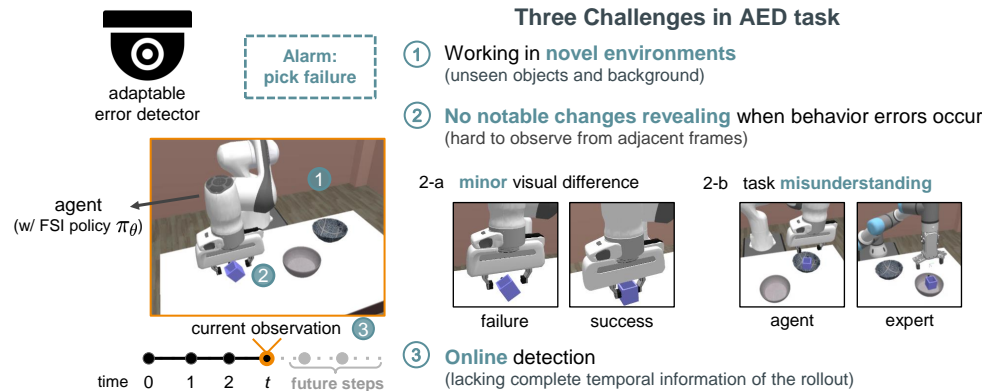 Three Challenges in AED task
adaptable
error detector
Alarm:
pick failure
agent
(w/ FSI policy πθ)
1
2
current observation 3
time 0 1 2 t future steps
1 Working in novel environments
(unseen objects and background)
2 No notable changes revealing when behavior errors occur
(hard to observe from adjacent frames)
2-a minor visual difference
failure success
2-b task misunderstanding
agent expert
3 Online detection
(lacking complete temporal information of the rollout)